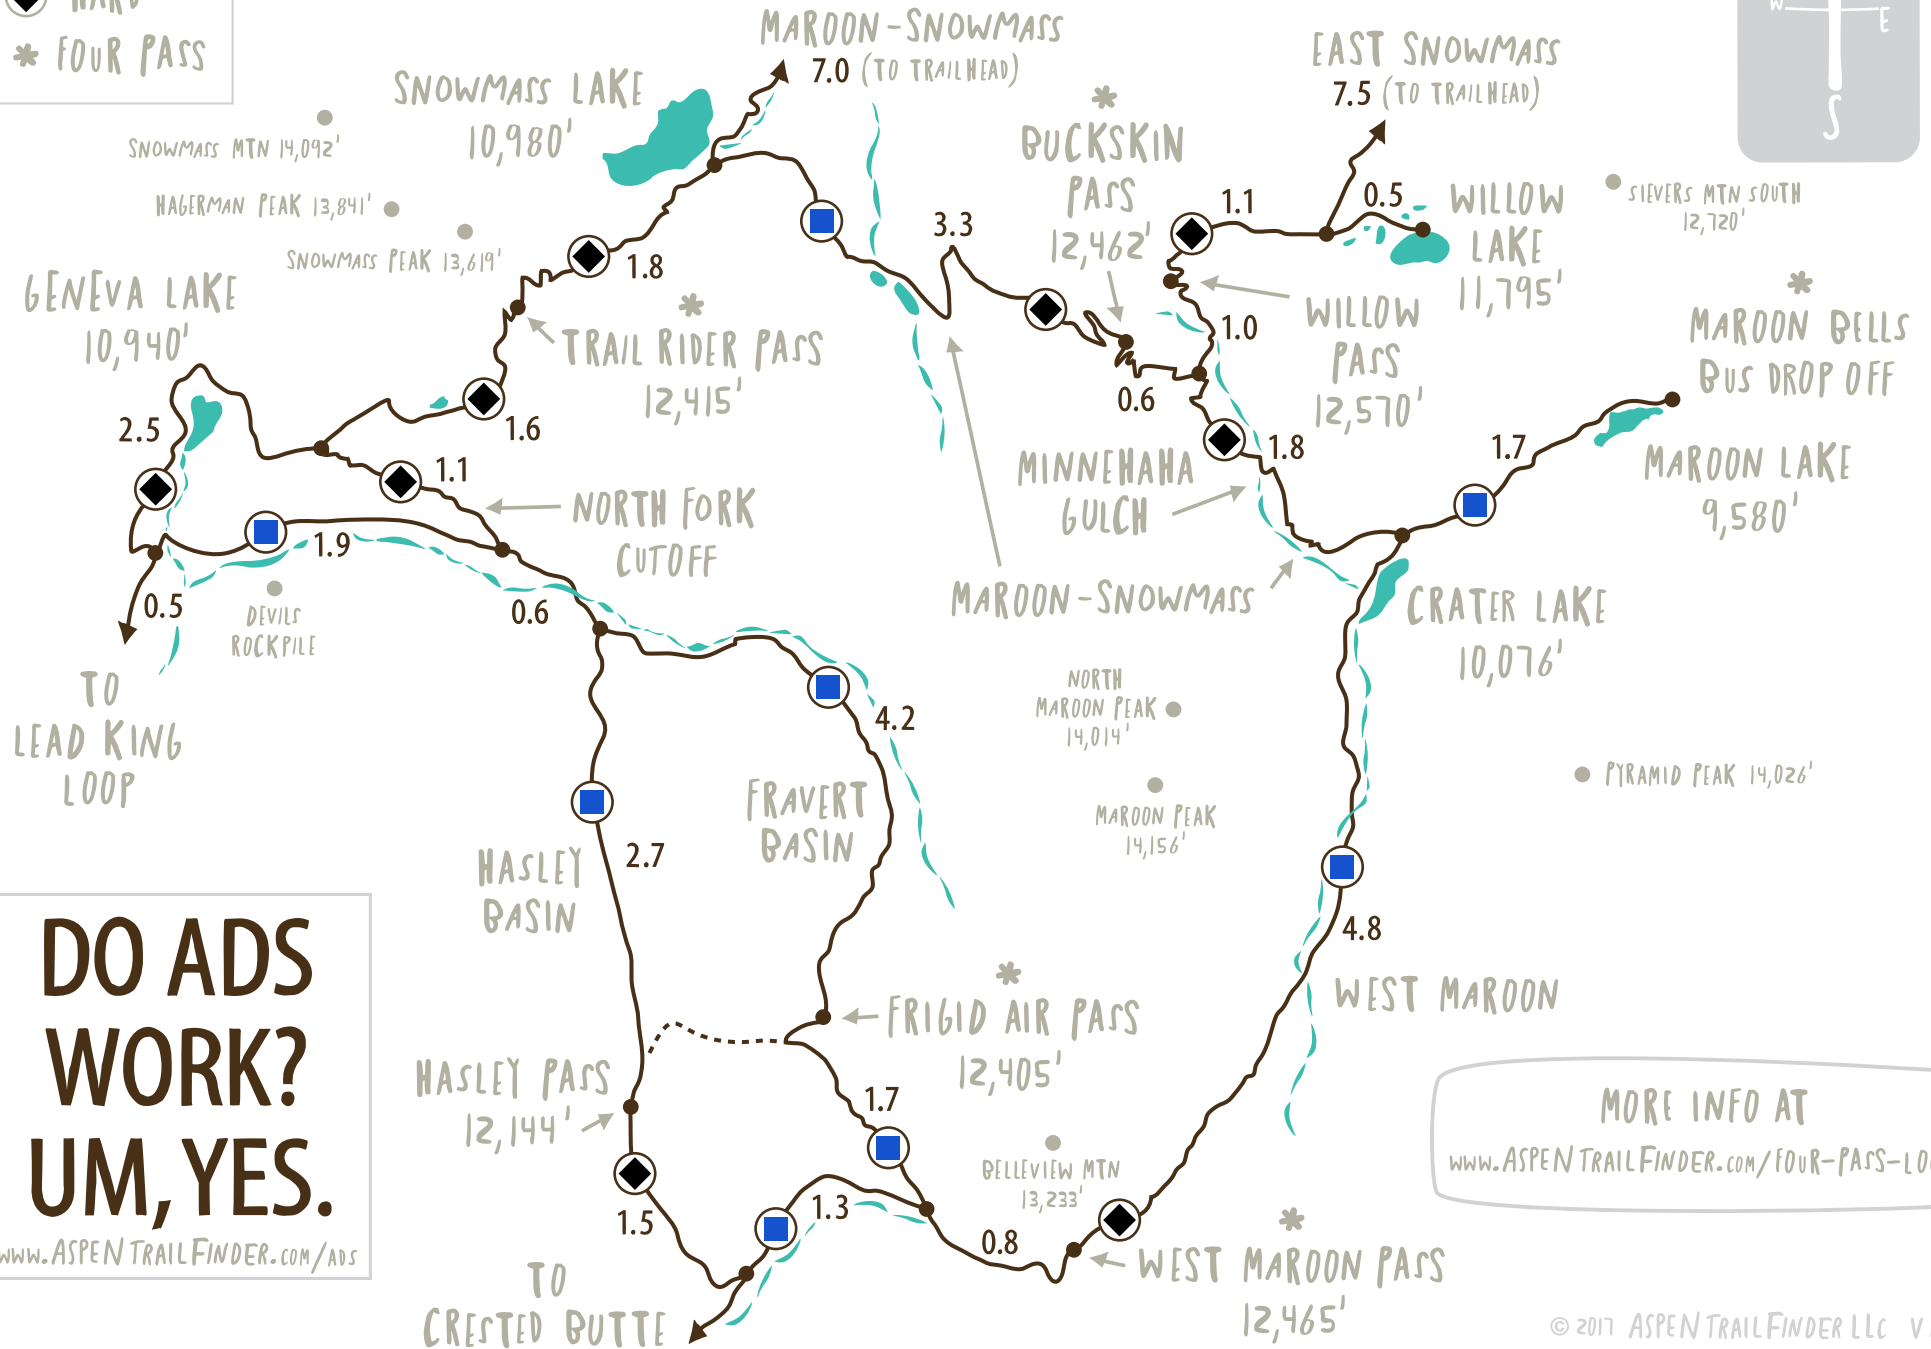 HARD
* FOUR PASS
W
E
S
MAROON-SNOWMASS
7.0 (TO TRAILHEAD)
EAST SNOWMASS
7.5 (TO TRAILHEAD)
SNOWMASS LAKE
10,980'
SNOWMASS MTN 14,092'
HAGERMAN PEAK 13,841'
SNOWMASS PEAK 13,619'
*
BUCKSKIN
PASS
12,462'
1.1
0.5
WILLOW
LAKE
11,795'
SIEVERS MTN SOUTH
12,720'
3.3
1.8
GENEVA LAKE
10,940'
*
TRAIL RIDER PASS
12,415'
WILLOW
PASS
12,570'
1.0
*
MAROON BELLS
BUS DROP OFF
0.6
2.5
1.6
1.1
1.8
1.7
MAROON LAKE
9,580'
MINNEHAHA
GULCH
NORTH FORK
CUTOFF
1.9
MAROON-SNOWMASS
CRATER LAKE
10,076'
0.5
DEVILS
ROCKPILE
0.6
TO
LEAD KING
LOOP
4.2
NORTH
MAROON PEAK
14,014'
MAROON PEAK
14,156'
PYRAMID PEAK 14,026'
FRAVERT
BASIN
HASLEY
BASIN
2.7
4.8
WEST MAROON
DO ADS
WORK?
UM, YES.
WWW.ASPENTRAILFINDER.COM/ADS
*
FRIGID AIR PASS
12,405'
HASLEY PASS
12,144'
1.7
BELLEVIEW MTN
13,233'
MORE INFO AT
WWW.ASPENTRAILFINDER.COM/FOUR-PASS-LO
1.5
1.3
0.8
*
WEST MAROON PASS
12,465'
TO
CRESTED BUTTE
© 2017 ASPENTRAILFINDER LLC V